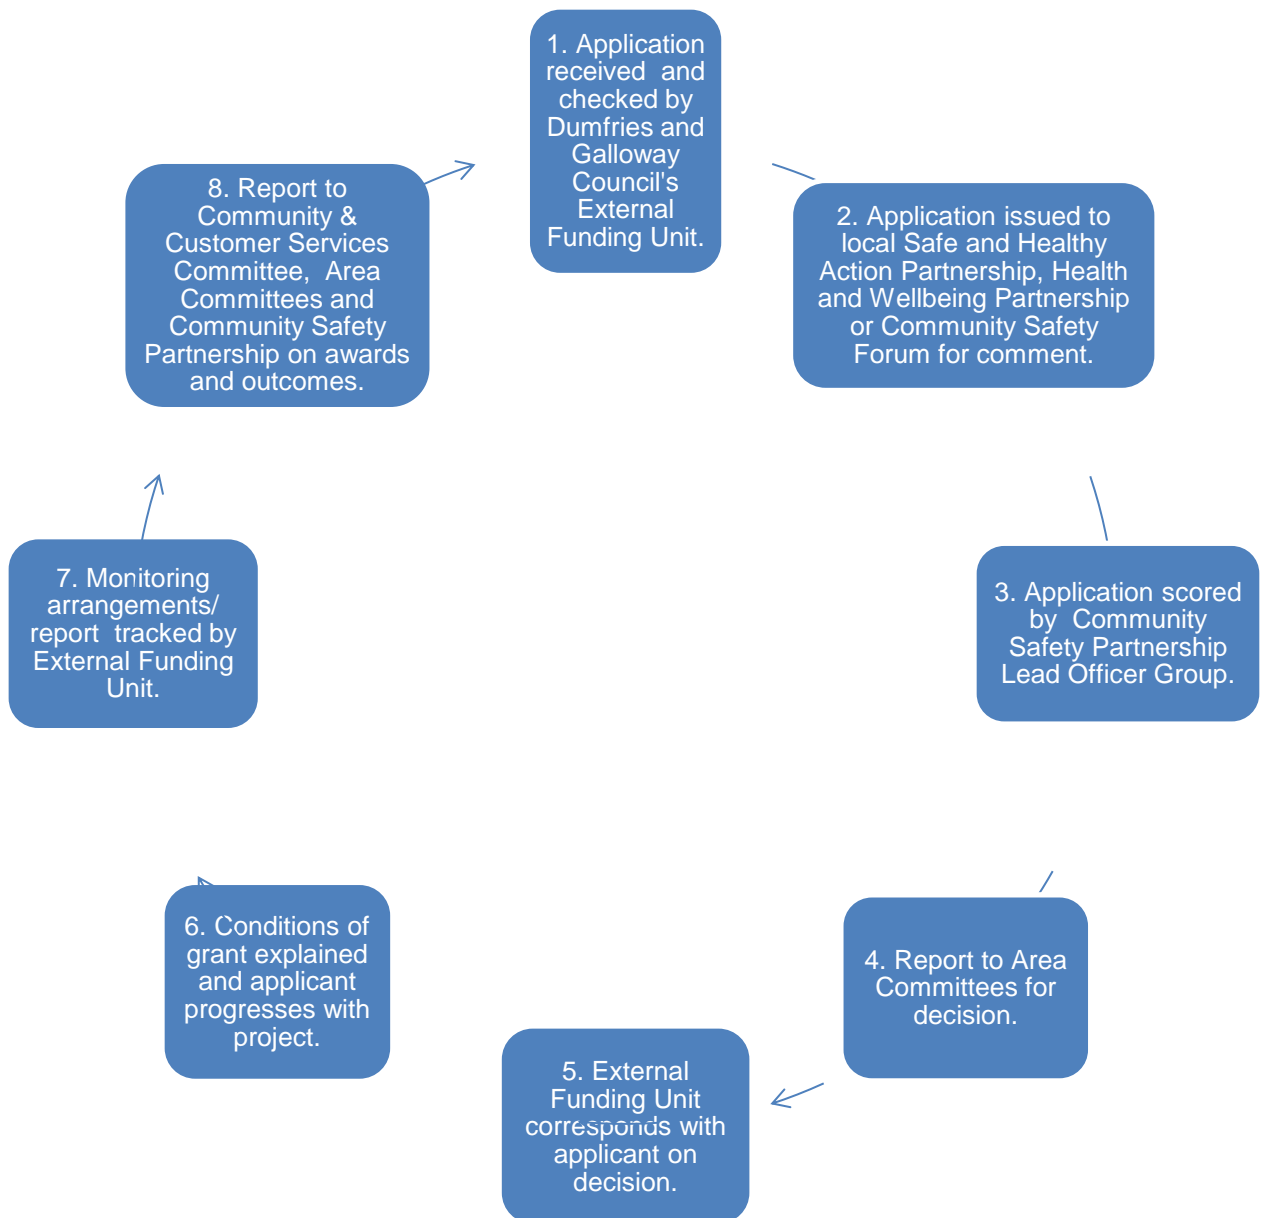 1. Application
received and
checked by
Dumfries and
Galloway
Council's
External
Funding Unit.
2. Application issued to
local Safe and Healthy
Action Partnership, Health
and Wellbeing Partnership
or Community Safety
Forum for comment.
3. Application scored
by Community
Safety Partnership
Lead Officer Group.
4. Report to Area
Committees for
decision.
5. External
Funding Unit
corresponds with
applicant on
decision.
6. Conditions of
grant explained
and applicant
progresses with
project.
7. Monitoring
arrangements/
report tracked by
External Funding
Unit.
8. Report to
Community &
Customer Services
Committee, Area
Committees and
Community Safety
Partnership on awards
and outcomes.